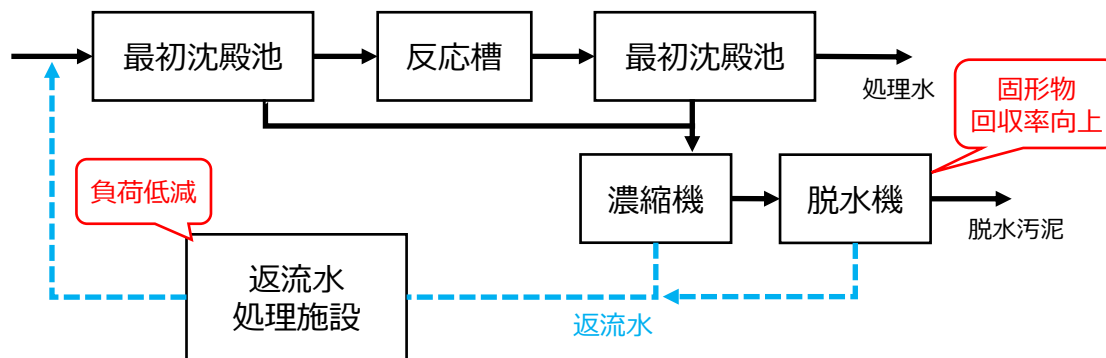 最初沈殿池
反応槽
最初沈殿池
処理水
固形物
回収率向上
負荷低減
濃縮機
脱水機
脱水汚泥
返流水
処理施設
返流水